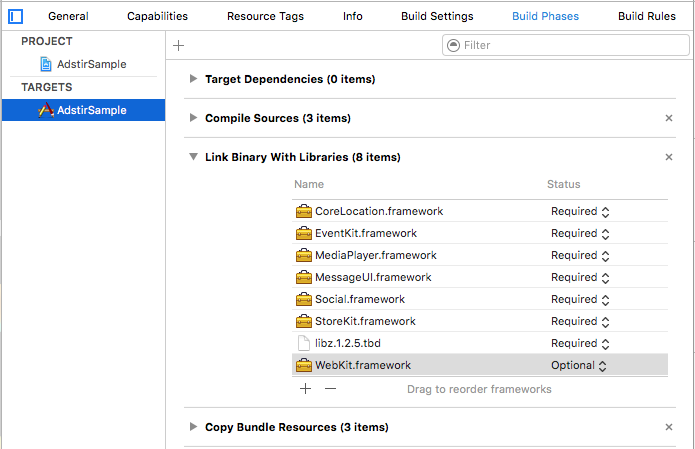 General Capabilities Resource Tags Info Build Settings Build Phases Build Rules
PROJECT
AdstirSample
TARGETS
AdstirSample
Filter
Target Dependencies (0 items)
Compile Sources (3 items)
Link Binary With Libraries (8 items)
Name Status
CoreLocation.framework Required
EventKit.framework Required
MediaPlayer.framework Required
MessageUI.framework Required
Social.framework Required
StoreKit.framework Required
libz.1.2.5.tbd Required
WebKit.framework Optional
Drag to reorder frameworks
Copy Bundle Resources (3 items)